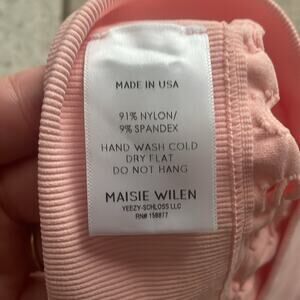 MADE IN USA
91% NYLON/
9% SPANDEX
HAND WASH COLD
DRY FLAT
DO NOT HANG
MAISIE WILEN
YEEZY-SCHLOSS LLC
RN# 158877